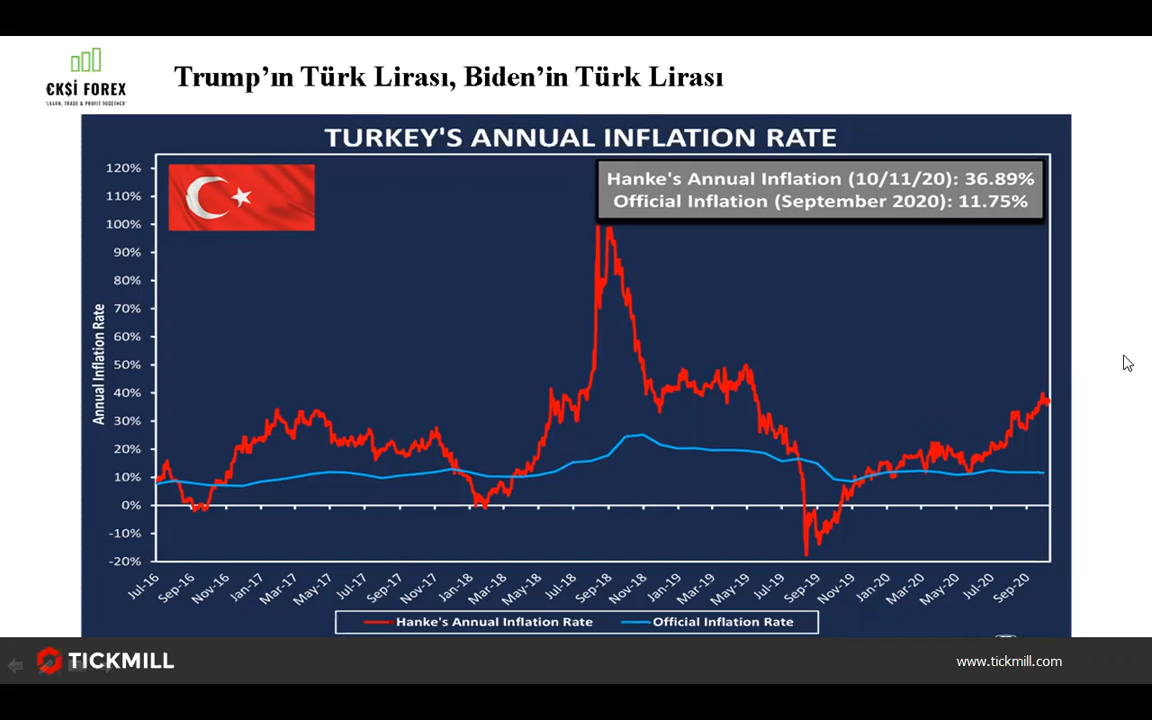 ЄKŞİ FOREX
"LEARN, TRADE & PROFIT TOGETHER"
Trump’ın Türk Lirası, Biden’in Türk Lirası
TURKEY'S ANNUAL INFLATION RATE
Hanke's Annual Inflation (10/11/20): 36.89%
Official Inflation (September 2020): 11.75%
Annual Inflation Rate
120%
110%
100%
90%
80%
70%
60%
50%
40%
30%
20%
10%
0%
-10%
-20%
Jul-16 Sep-16 Nov-16 Jan-17 Mar-17 May-17 Jul-17 Sep-17 Nov-17 Jan-18 Mar-18 May-18 Jul-18 Sep-18 Nov-18 Jan-19 Mar-19 May-19 Jul-19 Sep-19 Nov-19 Jan-20 Mar-20 May-20 Jul-20 Sep-20
Hanke's Annual Inflation Rate Official Inflation Rate
TICKMILL www.tickmill.com